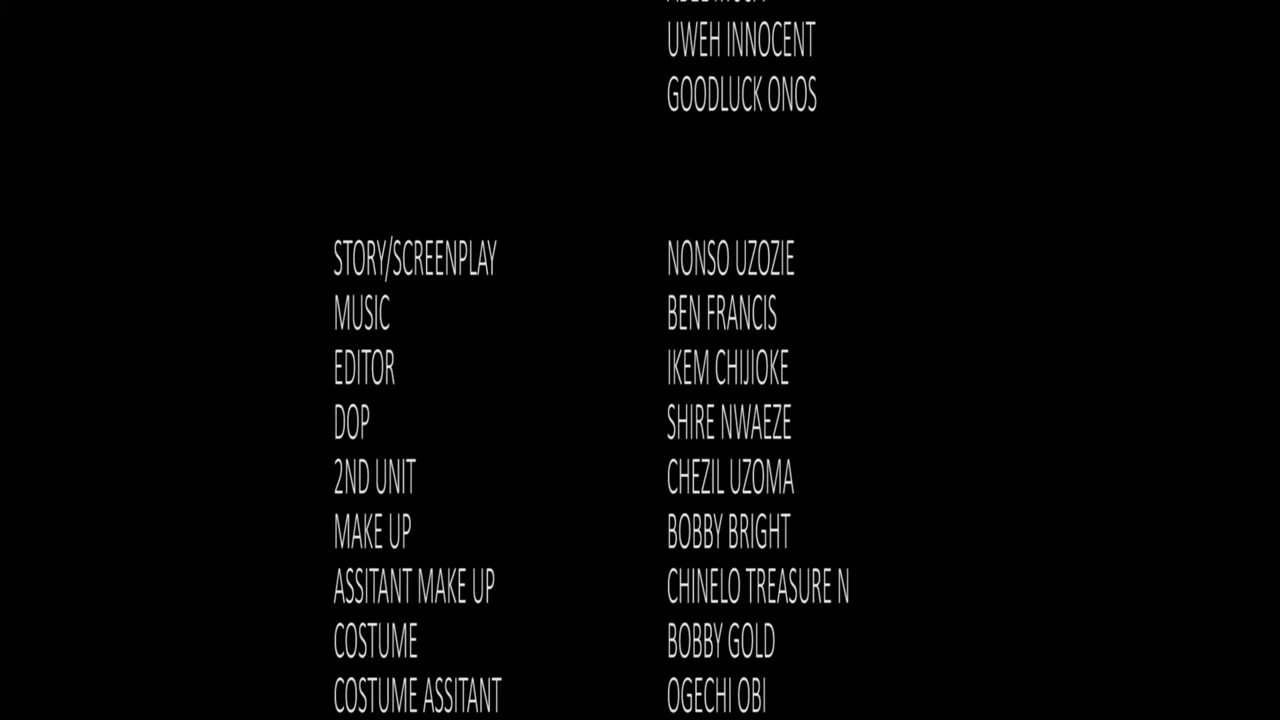 UWEH INNOCENT
GOODLUCK ONOS
STORY/SCREENPLAY NONSO UZOZIE
MUSIC BEN FRANCIS
EDITOR IKEM CHIJIOKE
DOP SHIRE NWAEZE
2ND UNIT CHEZIL UZOMA
MAKE UP BOBBY BRIGHT
ASSITANT MAKE UP CHINELO TREASURE N
COSTUME BOBBY GOLD
COSTUME ASSITANT OGECHI OBI